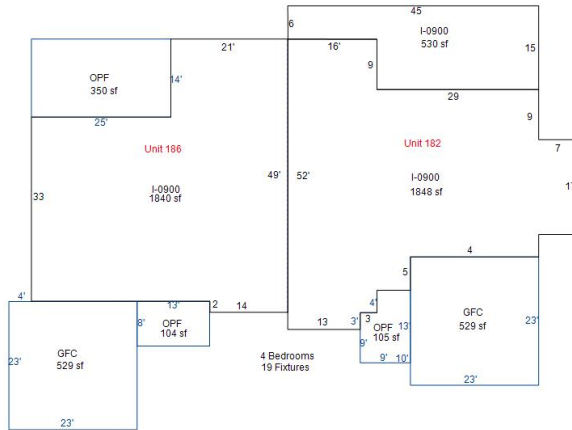 45
6
I-0900
530 sf
15
21'
16'
OPF
350 sf
14'
9
29
9
25'
Unit 186
Unit 182
7
33
49'
52'
I-0900
1840 sf
I-0900
1848 sf
4
5
4'
13'
2
14
4'
3
3'
13
8'
OPF
104 sf
OPF
105 sf
13'
9'
9'
10'
GFC
529 sf
23'
23'
GFC
529 sf
23'
23'
4 Bedrooms
19 Fixtures